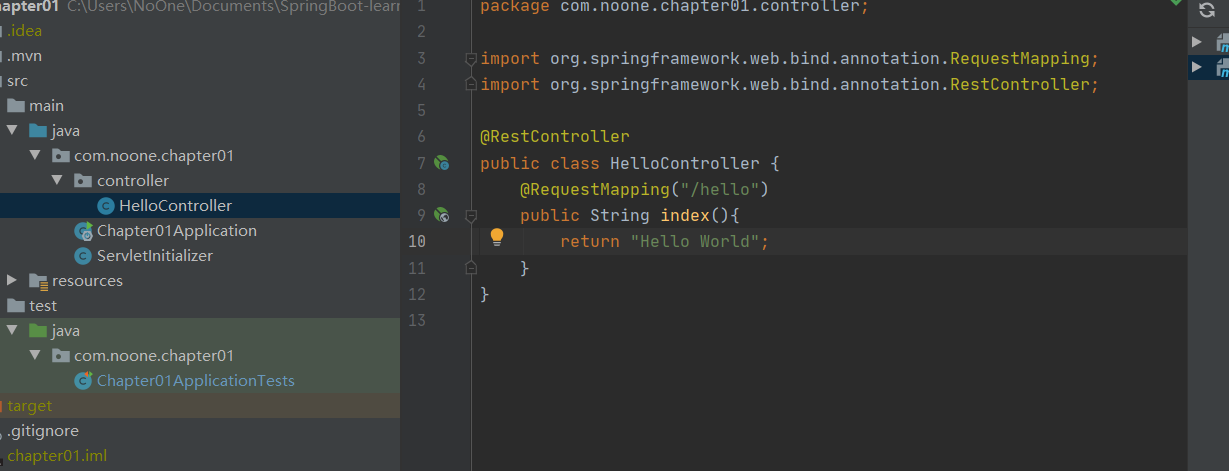 hapter01 C:\Users\NoOne\Documents\SpringBoot-lear
.idea
.mvn
src
main
java
com.noone.chapter01
controller
HelloController
Chapter01Application
ServletInitializer
resources
test
java
com.noone.chapter01
Chapter01ApplicationTests
target
.gitignore
chapter01.iml
1 package com.noone.chapter01.controller;
2
3 import org.springframework.web.bind.annotation.RequestMapping;
4 import org.springframework.web.bind.annotation.RestController;
5
6 @RestController
7 public class HelloController {
8 @RequestMapping("/hello")
9 public String index(){
10 return "Hello World";
11 }
12 }
13